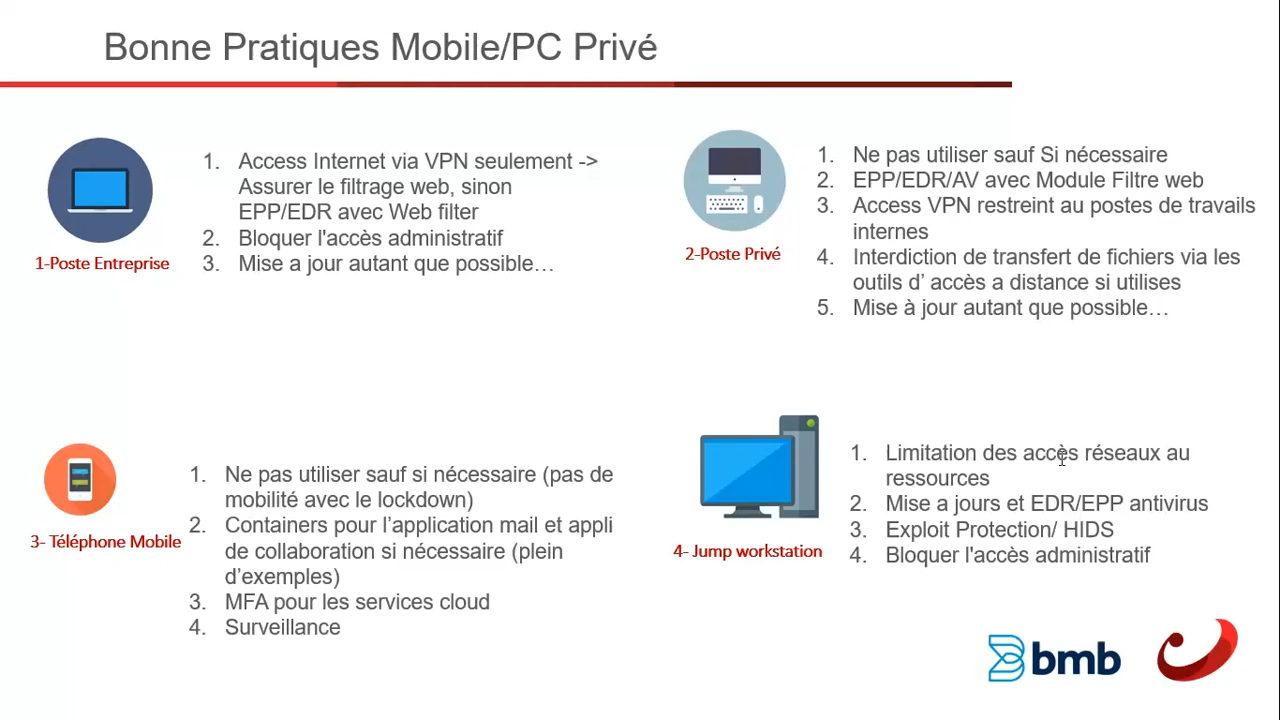 Bonne Pratiques Mobile/PC Privé
1. Access Internet via VPN seulement ->
Assurer le filtrage web, sinon
EPP/EDR avec Web filter
2. Bloquer l'accès administratif
3. Mise a jour autant que possible…
1-Poste Entreprise
1. Ne pas utiliser sauf Si nécessaire
2. EPP/EDR/AV avec Module Filtre web
3. Access VPN restreint au postes de travails
internes
4. Interdiction de transfert de fichiers via les
outils d’ accès a distance si utilises
5. Mise à jour autant que possible…
2-Poste Privé
1. Ne pas utiliser sauf si nécessaire (pas de
mobilité avec le lockdown)
2. Containers pour l’application mail et appli
de collaboration si nécessaire (plein
d’exemples)
3. MFA pour les services cloud
4. Surveillance
3- Téléphone Mobile
1. Limitation des accès réseaux au
ressources
2. Mise a jours et EDR/EPP antivirus
3. Exploit Protection/ HIDS
4. Bloquer l'accès administratif
4- Jump workstation
bmb